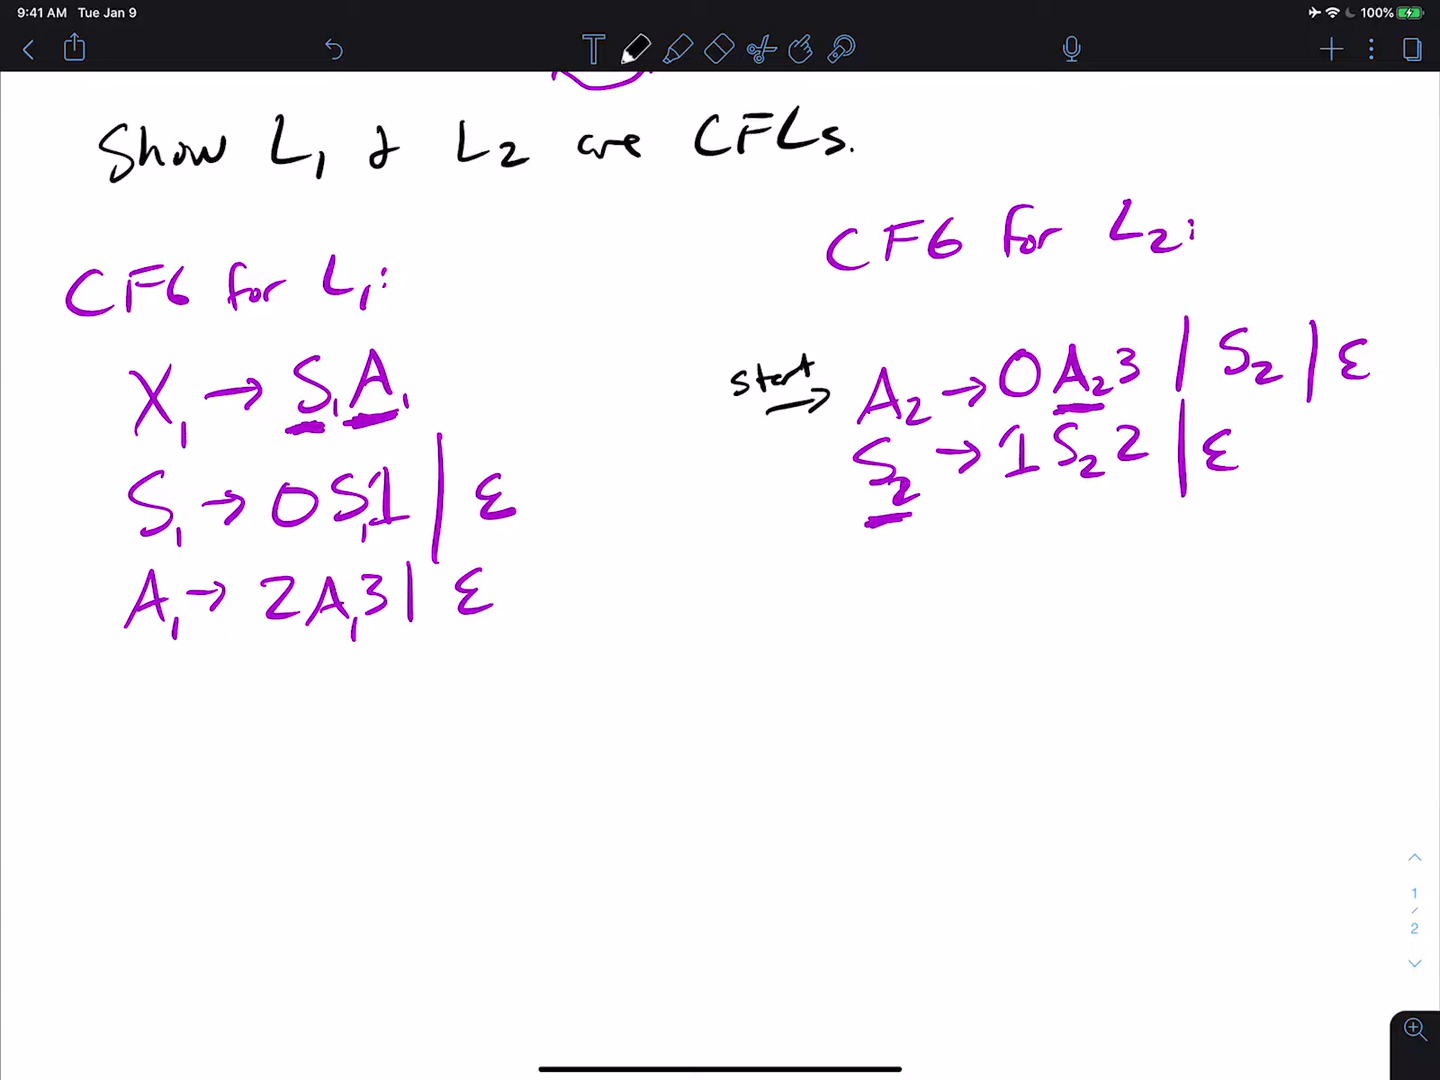 9:41 AM Tue Jan 9
100%
T
Show L₁ & L₂ are CFLs.
CFG for L₁:
X₁ → S₁A₁
S₁ → 0S₁1 | ε
A₁ → 2A₁3 | ε
CFG for L₂:
start
A₂ → 0A₂3 | S₂ | ε
S₂ → 1S₂2 | ε
1
/
2